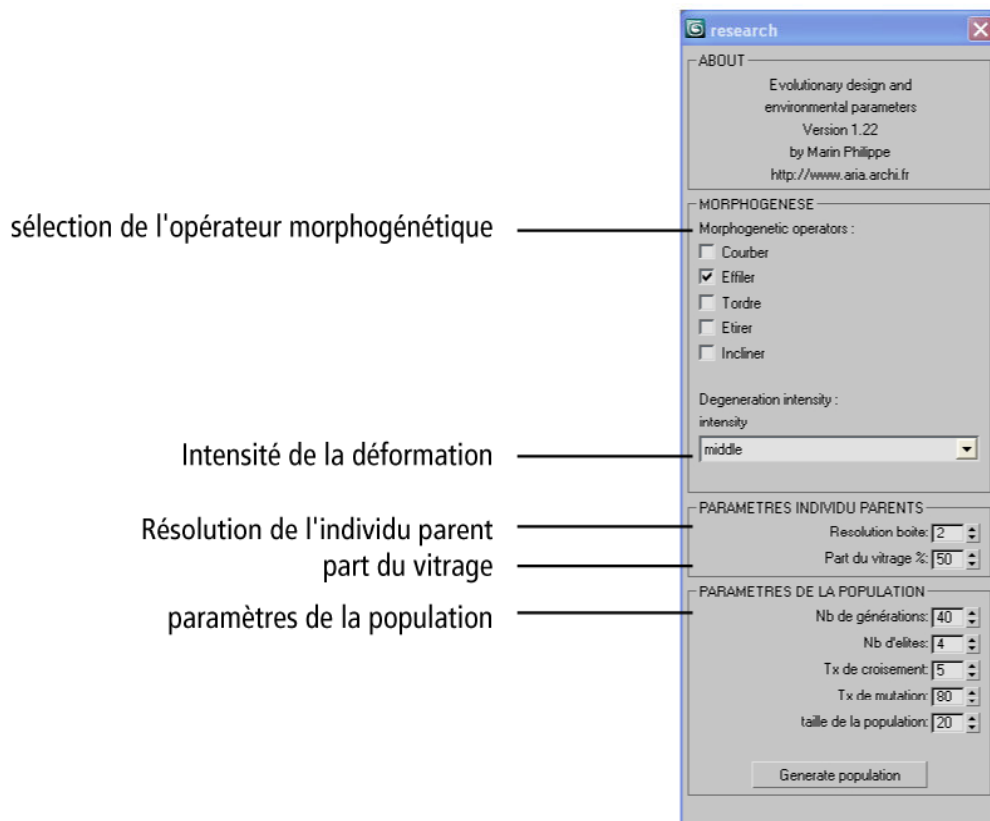 research
ABOUT
Evolutionary design and
environmental parameters
Version 1.22
by Marin Philippe
http://www.aria.archi.fr
sélection de l'opérateur morphogénétique
MORPHOGENESE
Morphogenetic operators :
Courber
Effiler
Tordre
Etirer
Incliner
Degeneration intensity :
intensity
Intensité de la déformation
middle
PARAMETRES INDIVIDU PARENTS
Résolution de l'individu parent
Resolution boite: 2
part du vitrage
Part du vitrage %: 50
paramètres de la population
PARAMETRES DE LA POPULATION
Nb de générations: 40
Nb d'elites: 4
Tx de croisement: 5
Tx de mutation: 80
taille de la population: 20
Generate population